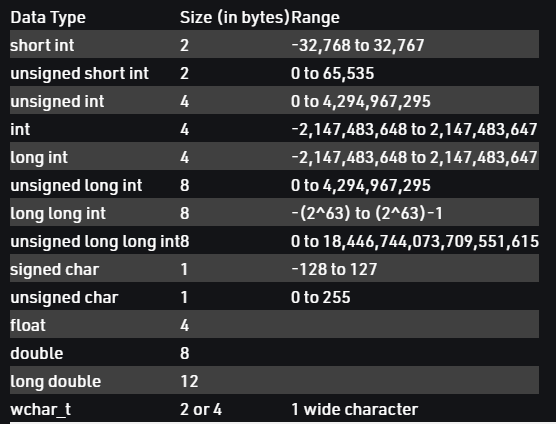 Data Type Size (in bytes) Range
short int 2 -32,768 to 32,767
unsigned short int 2 0 to 65,535
unsigned int 4 0 to 4,294,967,295
int 4 -2,147,483,648 to 2,147,483,647
long int 4 -2,147,483,648 to 2,147,483,647
unsigned long int 8 0 to 4,294,967,295
long long int 8 -(2^63) to (2^63)-1
unsigned long long int 8 0 to 18,446,744,073,709,551,615
signed char 1 -128 to 127
unsigned char 1 0 to 255
float 4
double 8
long double 12
wchar_t 2 or 4 1 wide character